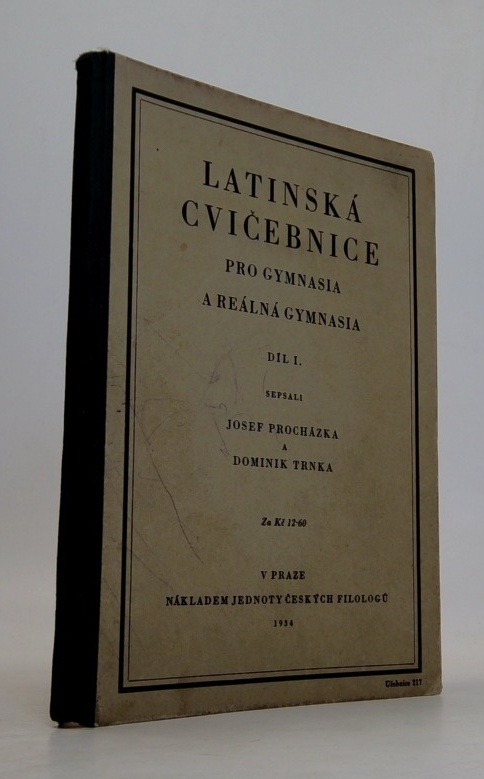 LATINSKÁ
CVIČEBNICE
PRO GYMNASIA
A REÁLNÁ GYMNASIA
DÍL I.
SEPSALI
JOSEF PROCHÁZKA
A
DOMINIK TRNKA
Za Kč 12·60
V PRAZE
NÁKLADEM JEDNOTY ČESKÝCH FILOLOGŮ
1934
Učebnice 217